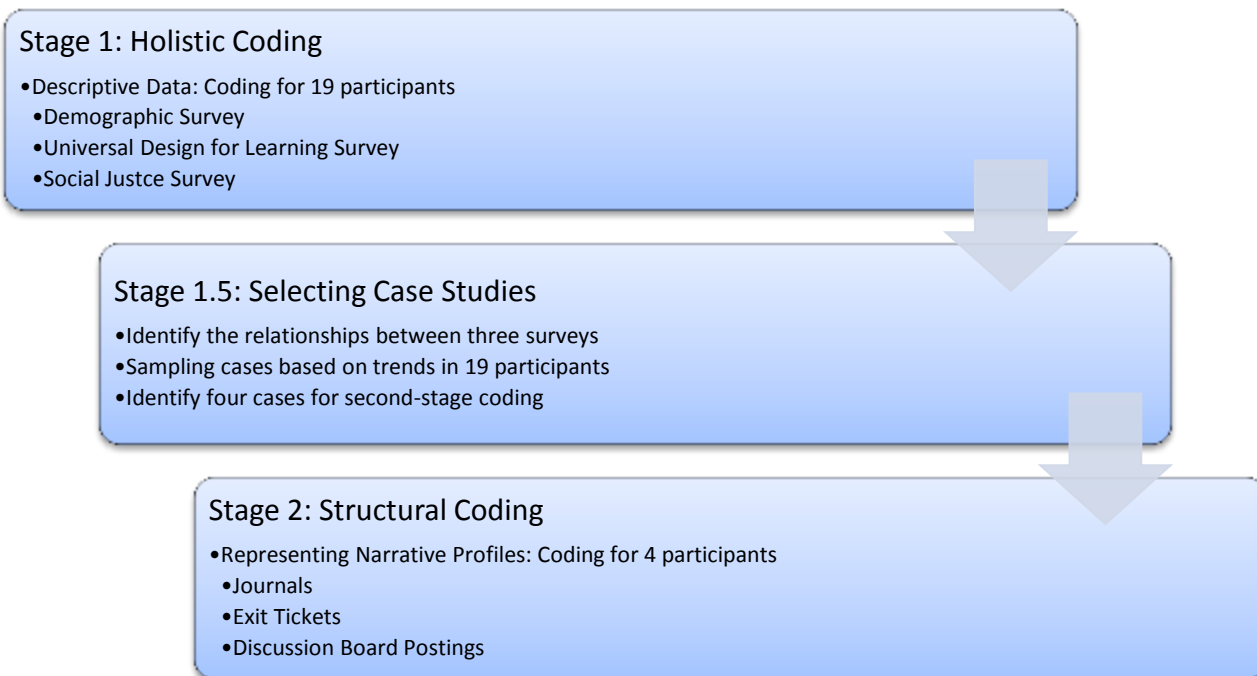 Stage 1: Holistic Coding
•Descriptive Data: Coding for 19 participants
•Demographic Survey
•Universal Design for Learning Survey
•Social Justce Survey
Stage 1.5: Selecting Case Studies
•Identify the relationships between three surveys
•Sampling cases based on trends in 19 participants
•Identify four cases for second-stage coding
Stage 2: Structural Coding
•Representing Narrative Profiles: Coding for 4 participants
•Journals
•Exit Tickets
•Discussion Board Postings